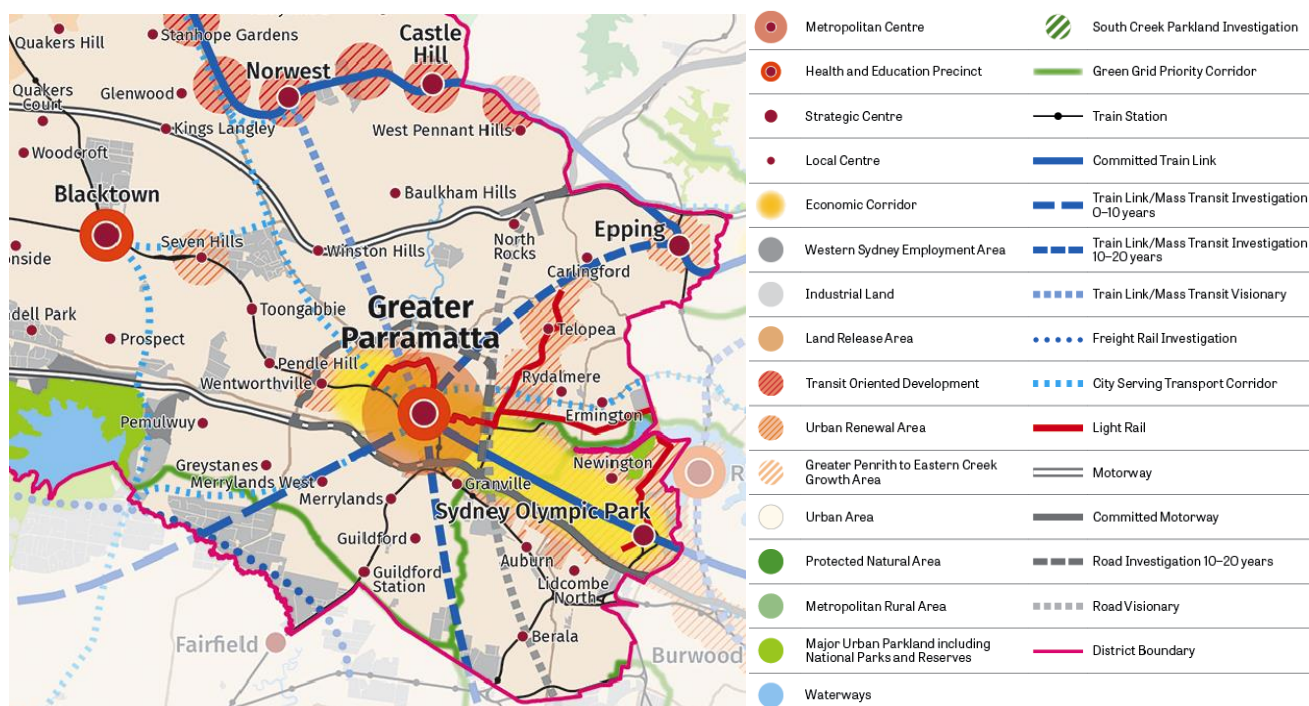 Quakers Hill
Stanhope Gardens
Castle
Hill
Norwest
Quakers
Court
Glenwood
Kings Langley
West Pennant Hills
Woodcroft
Blacktown
Baulkham Hills
Epping
Seven Hills
Winston Hills
North
Rocks
onside
Carlingford
Greater
Parramatta
Toongabbie
dell Park
Telopea
Prospect
Pendle Hill
Wentworthville
Rydalmere
Ermington
Pemulwuy
Greystanes
Newington
R
Merrylands West
Granville
Merrylands
Sydney Olympic Park
Guildford
Auburn
Guildford
Station
Lidcombe
North
Fairfield
Berala
Burwood
Metropolitan Centre
Health and Education Precinct
Strategic Centre
Local Centre
Economic Corridor
Western Sydney Employment Area
Industrial Land
Land Release Area
Transit Oriented Development
Urban Renewal Area
Greater Penrith to Eastern Creek
Growth Area
Urban Area
Protected Natural Area
Metropolitan Rural Area
Major Urban Parkland including
National Parks and Reserves
Waterways
South Creek Parkland Investigation
Green Grid Priority Corridor
Train Station
Committed Train Link
Train Link/Mass Transit Investigation
0–10 years
Train Link/Mass Transit Investigation
10–20 years
Train Link/Mass Transit Visionary
Freight Rail Investigation
City Serving Transport Corridor
Light Rail
Motorway
Committed Motorway
Road Investigation 10–20 years
Road Visionary
District Boundary